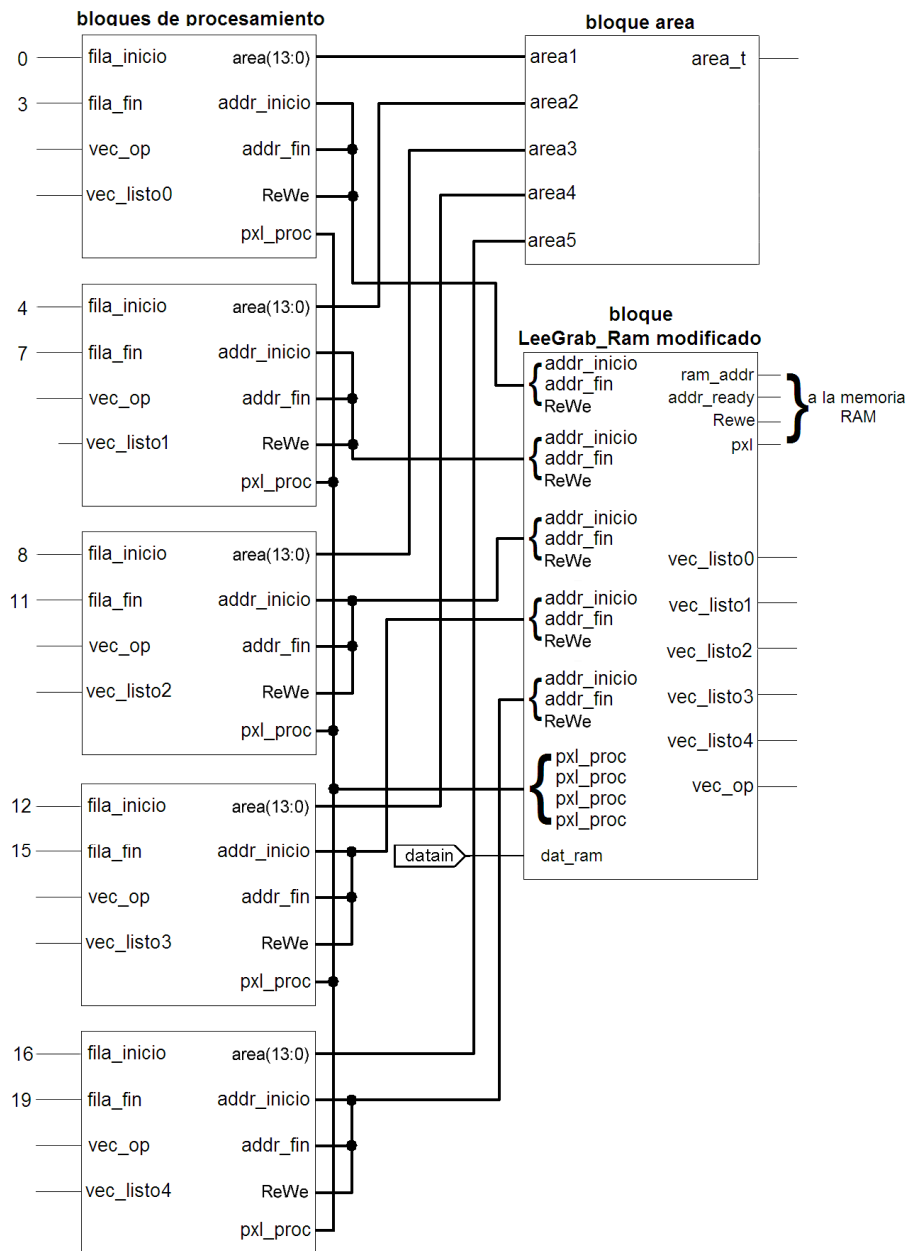 bloques de procesamiento
0
fila_inicio
area(13:0)
3
fila_fin
addr_inicio
vec_op
addr_fin
vec_listo0
ReWe
pxl_proc
4
fila_inicio
area(13:0)
7
fila_fin
addr_inicio
vec_op
addr_fin
vec_listo1
ReWe
pxl_proc
8
fila_inicio
area(13:0)
11
fila_fin
addr_inicio
vec_op
addr_fin
vec_listo2
ReWe
pxl_proc
12
fila_inicio
area(13:0)
15
fila_fin
addr_inicio
vec_op
addr_fin
vec_listo3
ReWe
pxl_proc
16
fila_inicio
area(13:0)
19
fila_fin
addr_inicio
vec_op
addr_fin
vec_listo4
ReWe
pxl_proc
bloque area
area1
area_t
area2
area3
area4
area5
bloque
LeeGrab_Ram modificado
addr_inicio
addr_fin
ReWe
addr_inicio
addr_fin
ReWe
addr_inicio
addr_fin
ReWe
addr_inicio
addr_fin
ReWe
addr_inicio
addr_fin
ReWe
pxl_proc
pxl_proc
pxl_proc
pxl_proc
datain
dat_ram
ram_addr
addr_ready
Rewe
pxl
a la memoria
RAM
vec_listo0
vec_listo1
vec_listo2
vec_listo3
vec_listo4
vec_op